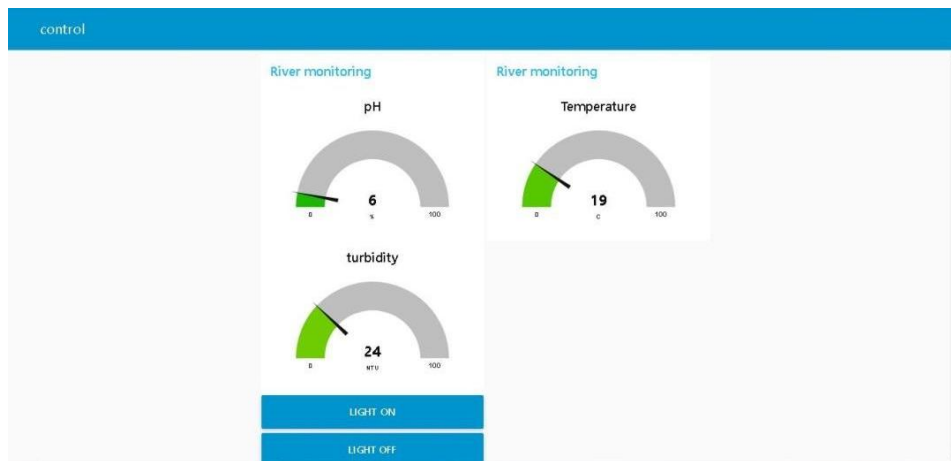 control
River monitoring
pH
6
s
0
100
turbidity
24
NTU
0
100
LIGHT ON
LIGHT OFF
River monitoring
Temperature
19
C
0
100